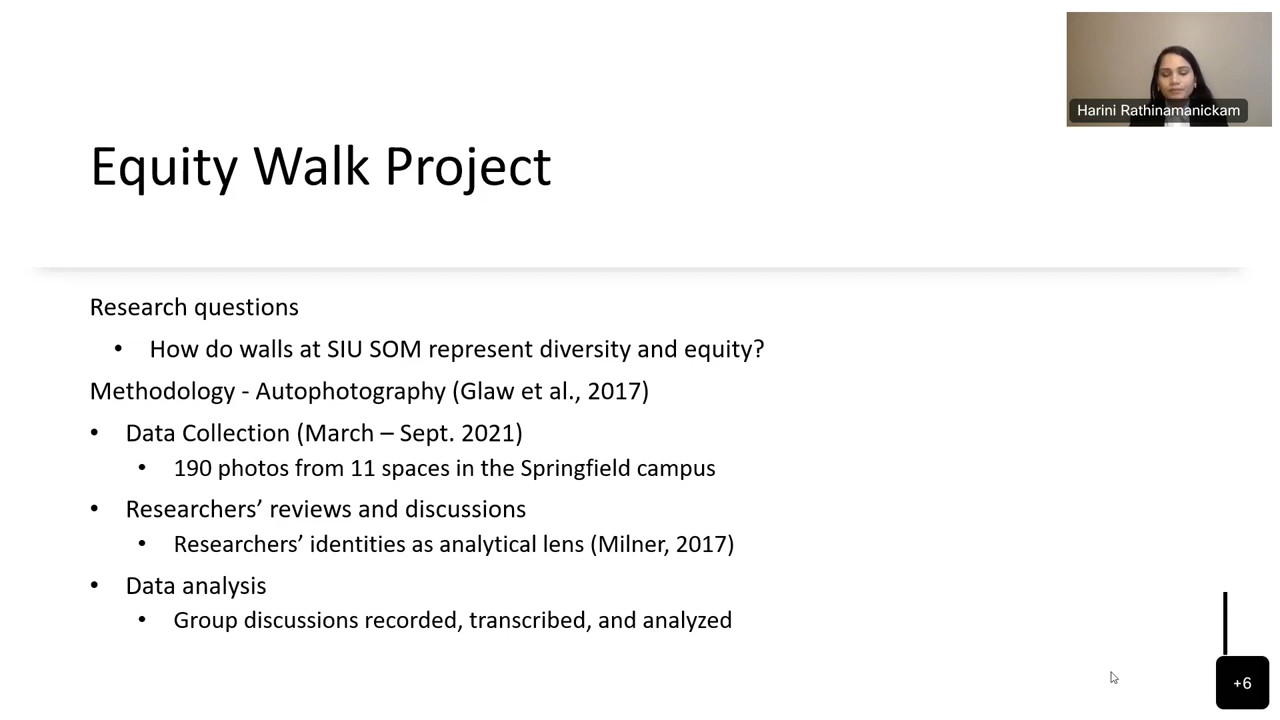 Harini Rathinamanickam
Equity Walk Project
Research questions
• How do walls at SIU SOM represent diversity and equity?
Methodology - Autophotography (Glaw et al., 2017)
• Data Collection (March – Sept. 2021)
• 190 photos from 11 spaces in the Springfield campus
• Researchers’ reviews and discussions
• Researchers’ identities as analytical lens (Milner, 2017)
• Data analysis
• Group discussions recorded, transcribed, and analyzed
+6